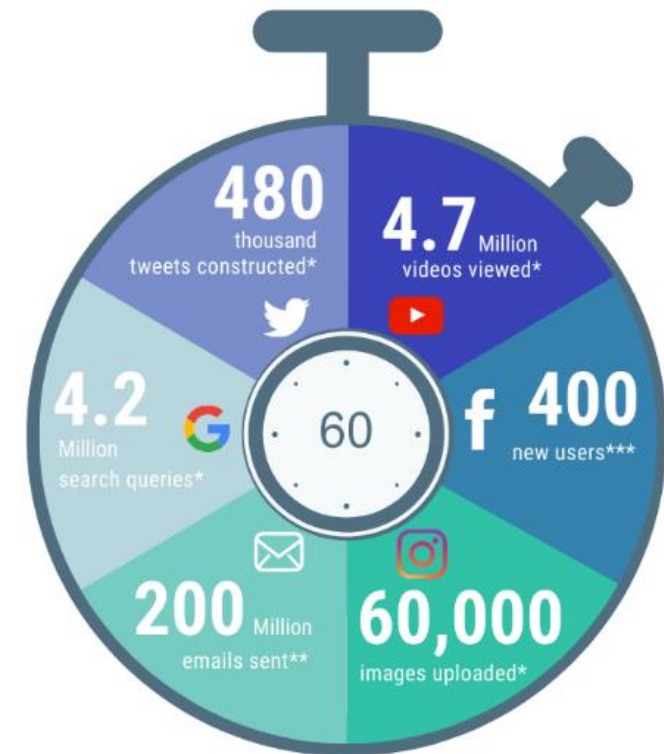 480
thousand
tweets constructed*
4.7 Million
videos viewed*
4.2
Million
search queries*
60
400
new users***
200 Million
emails sent**
60,000
images uploaded*